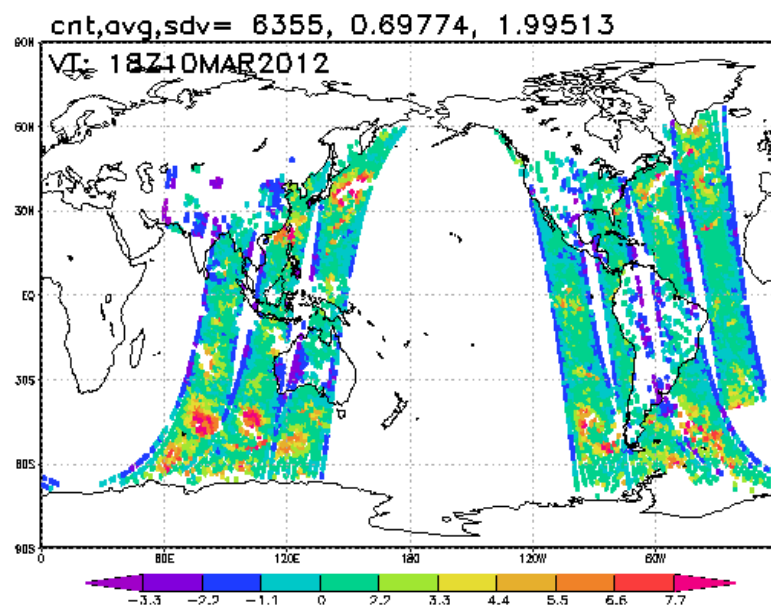 cnt,avg,sdv= 6355, 0.69774, 1.99513
VT: 18Z10MAR2012
90N
60N
30N
EQ
30S
60S
90S
0 60E 120E 180 120W 60W
-3.3 -2.2 -1.1 0 2.2 3.3 4.4 5.5 6.6 7.7